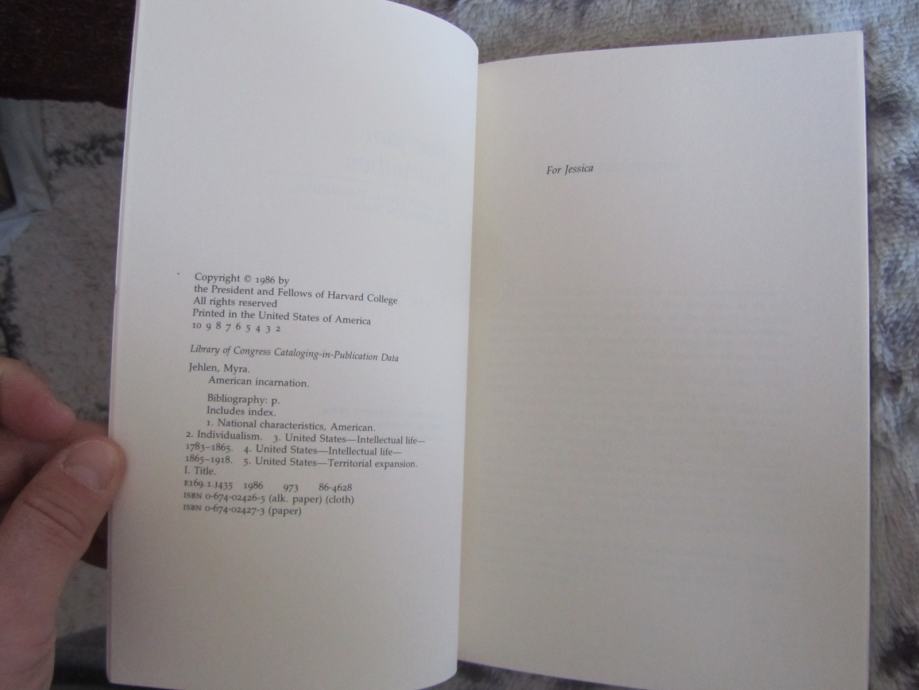 Copyright © 1986 by
the President and Fellows of Harvard College
All rights reserved
Printed in the United States of America
10 9 8 7 6 5 4 3 2
Library of Congress Cataloging-in-Publication Data
Jehlen, Myra.
American incarnation.
Bibliography: p.
Includes index.
1. National characteristics, American.
2. Individualism. 3. United States—Intellectual life—
1783–1865. 4. United States—Intellectual life—
1865–1918. 5. United States—Territorial expansion.
I. Title.
E169.1.J435 1986 973 86-4628
ISBN 0-674-02426-5 (alk. paper) (cloth)
ISBN 0-674-02427-3 (paper)
For Jessica